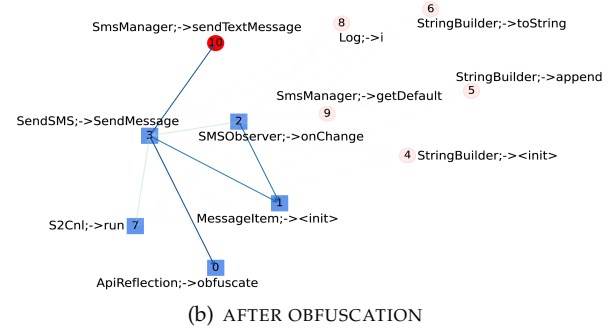 6
SmsManager;->sendTextMessage
8
StringBuilder;->toString
10
Log;->i
StringBuilder;->append
SmsManager;->getDefault
5
9
SendSMS;->SendMessage
2
3
SMSObserver;->onChange
4 StringBuilder;-><init>
1
MessageItem;-><init>
S2Cnl;->run 7
0
ApiReflection;->obfuscate
(b) AFTER OBFUSCATION